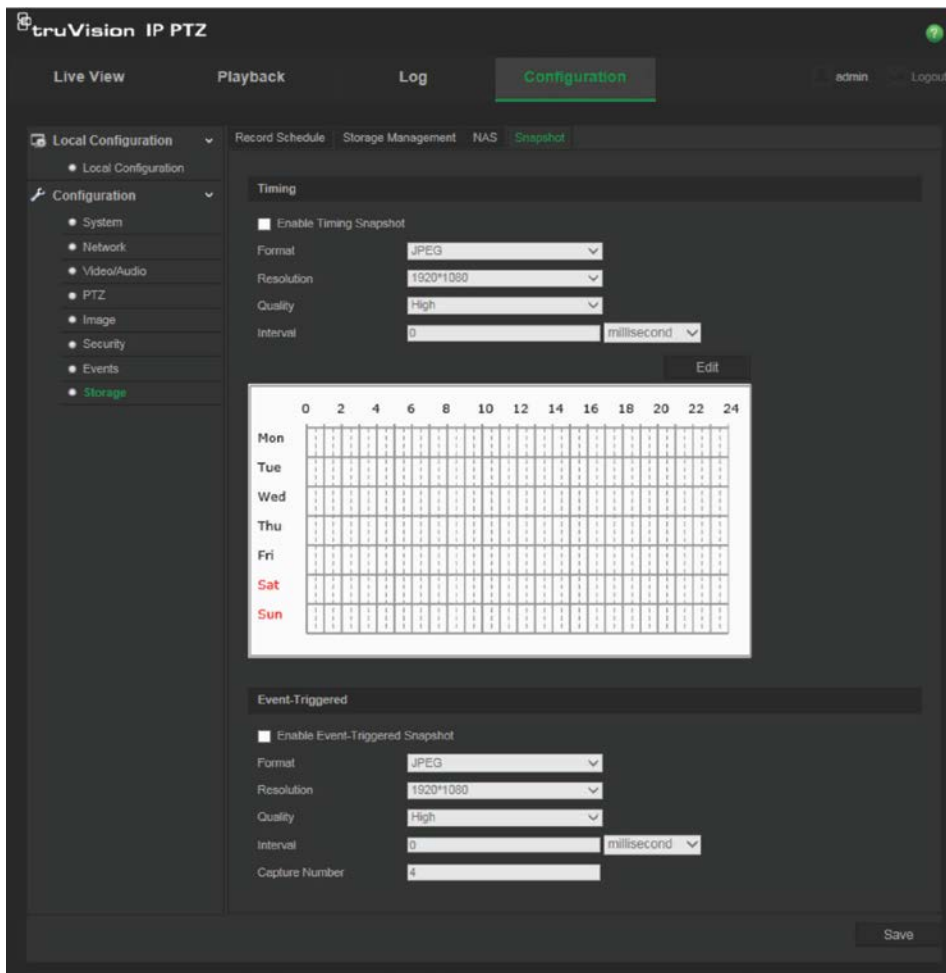 truVision IP PTZ
?
Live View Playback Log Configuration admin Logout
Local Configuration
Local Configuration
Configuration
System
Network
Video/Audio
PTZ
Image
Security
Events
Storage
Record Schedule Storage Management NAS Snapshot
Timing
Enable Timing Snapshot
Format JPEG
Resolution 1920*1080
Quality High
Interval 0 millisecond
Edit
0 2 4 6 8 10 12 14 16 18 20 22 24
Mon
Tue
Wed
Thu
Fri
Sat
Sun
Event-Triggered
Enable Event-Triggered Snapshot
Format JPEG
Resolution 1920*1080
Quality High
Interval 0 millisecond
Capture Number 4
Save